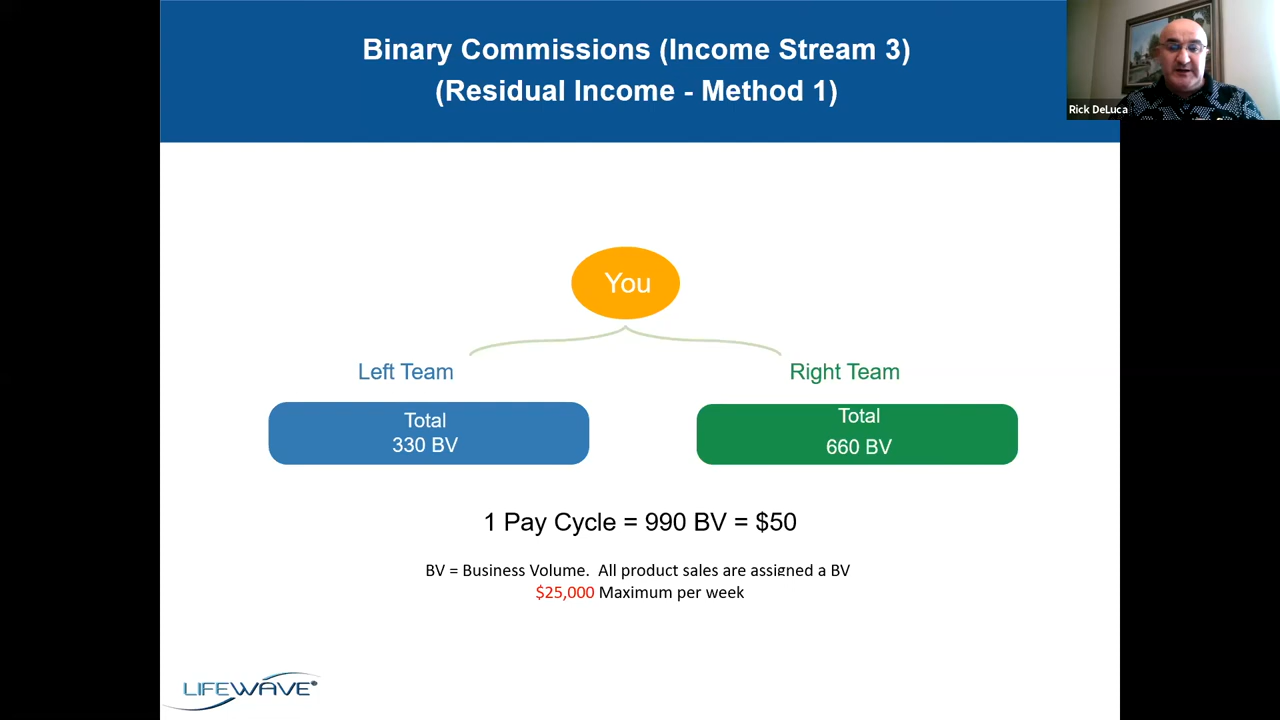 Binary Commissions (Income Stream 3)
(Residual Income - Method 1)
Rick DeLuca
You
Left Team
Right Team
Total
330 BV
Total
660 BV
1 Pay Cycle = 990 BV = $50
BV = Business Volume. All product sales are assigned a BV
$25,000 Maximum per week
LIFEWAVE